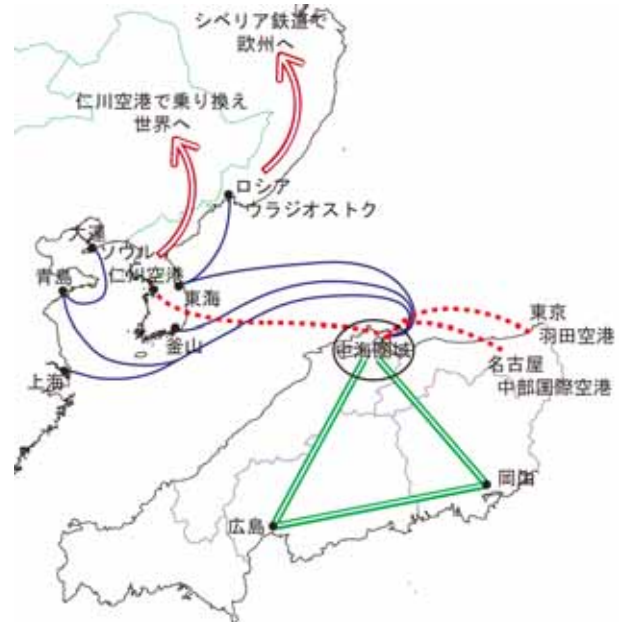 シベリア鉄道で
欧州へ
仁川空港で乗り換え
世界へ
ロシア
ウラジオストク
大連
ソウル
仁川空港
青島
東海
釜山
上海
中海圏域
東京
羽田空港
名古屋
中部国際空港
岡山
広島